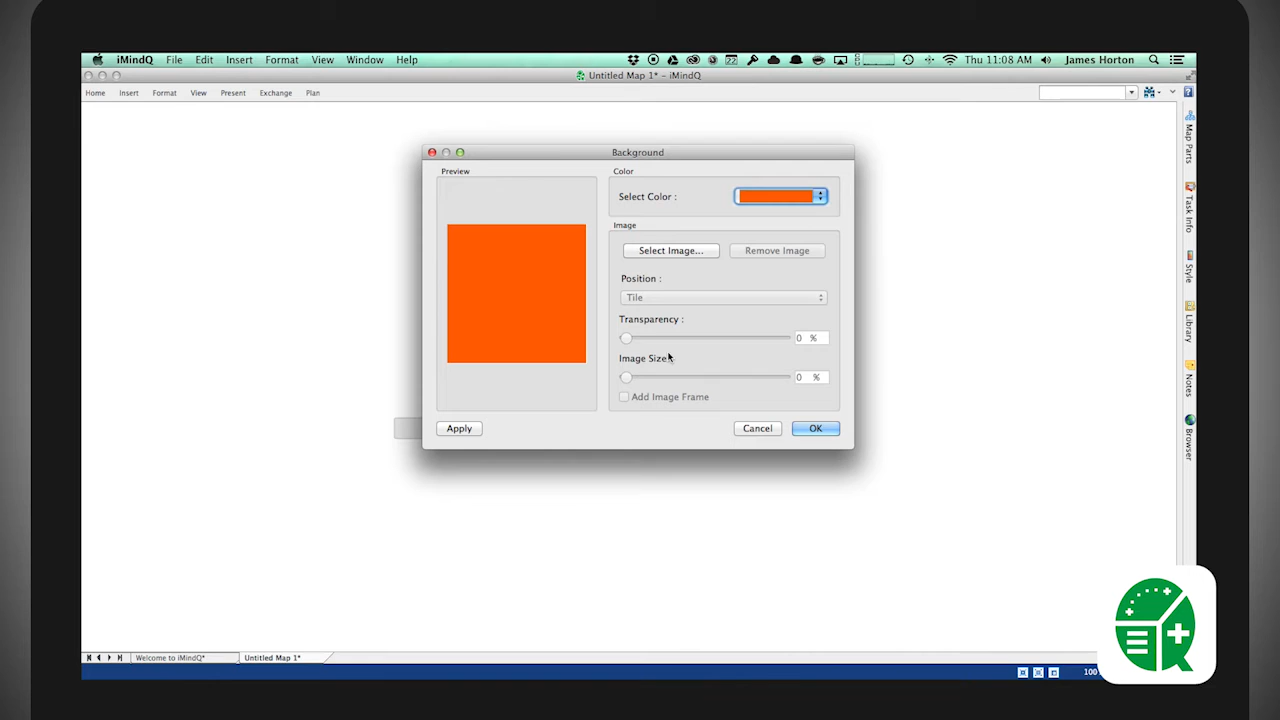 iMindQ File Edit Insert Format View Window Help 22 Thu 11:08 AM James Horton
Untitled Map 1* - iMindQ
Home Insert Format View Present Exchange Plan
Background
Preview
Color
Select Color :
Image
Select Image... Remove Image
Position :
Tile
Transparency :
0 %
Image Size
0 %
Add Image Frame
Apply Cancel OK
Map Parts
Task Info
Style
Library
Notes
Browser
Welcome to iMindQ* Untitled Map 1*
100